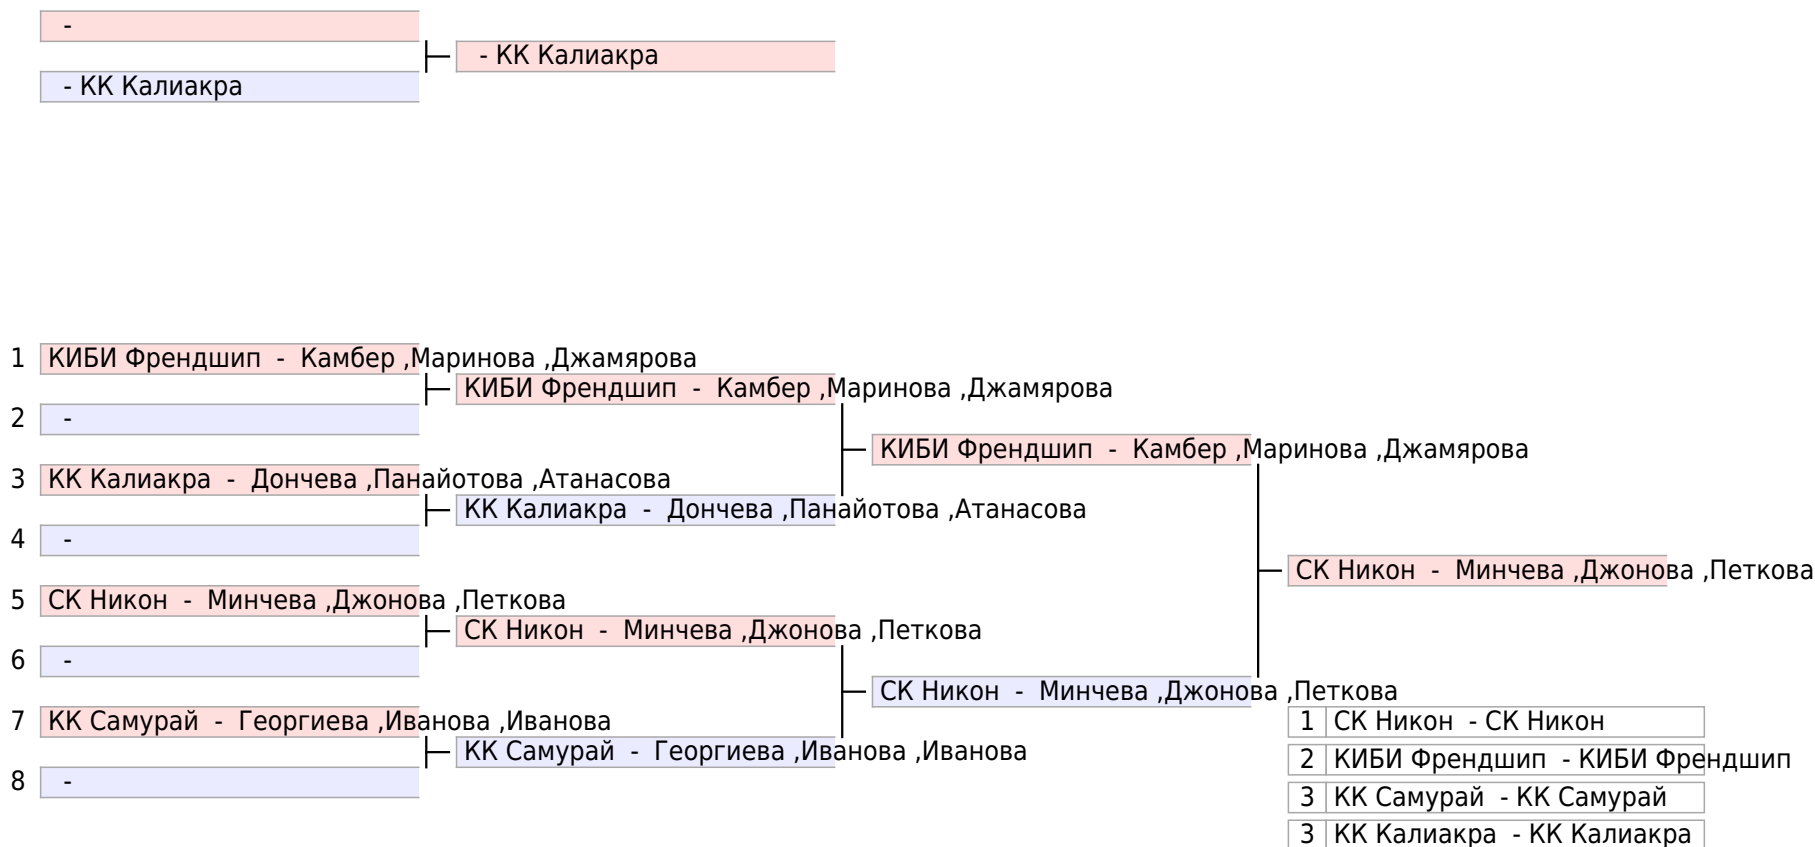 -
- КК Калиакра
- КК Калиакра
1 КИБИ Френдшип - Камбер ,Маринова ,Джамярова
КИБИ Френдшип - Камбер ,Маринова ,Джамярова
2 -
КИБИ Френдшип - Камбер ,Маринова ,Джамярова
3 КК Калиакра - Дончева ,Панайотова ,Атанасова
КК Калиакра - Дончева ,Панайотова ,Атанасова
4 -
СК Никон - Минчева ,Джонова ,Петкова
5 СК Никон - Минчева ,Джонова ,Петкова
СК Никон - Минчева ,Джонова ,Петкова
6 -
СК Никон - Минчева ,Джонова ,Петкова
7 КК Самурай - Георгиева ,Иванова ,Иванова
КК Самурай - Георгиева ,Иванова ,Иванова
8 -
1 СК Никон - СК Никон
2 КИБИ Френдшип - КИБИ Френдшип
3 КК Самурай - КК Самурай
3 КК Калиакра - КК Калиакра